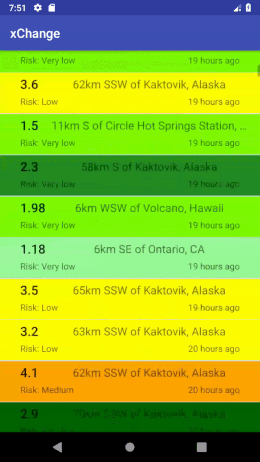 7:51
xChange
Risk: Very low 19 hours ago
3.6 62km SSW of Kaktovik, Alaska
Risk: Low 19 hours ago
1.5 11km S of Circle Hot Springs Station, ...
Risk: Very low 19 hours ago
2.3 58km S of Kaktovik, Alaska
Risk: Very low 19 hours ago
1.98 6km WSW of Volcano, Hawaii
Risk: Very low 19 hours ago
1.18 6km SE of Ontario, CA
Risk: Very low 19 hours ago
3.5 65km SSW of Kaktovik, Alaska
Risk: Low 19 hours ago
3.2 63km SSW of Kaktovik, Alaska
Risk: Low 20 hours ago
4.1 62km SSW of Kaktovik, Alaska
Risk: Medium 20 hours ago
2.9 SSW of Kaktovik, Alaska